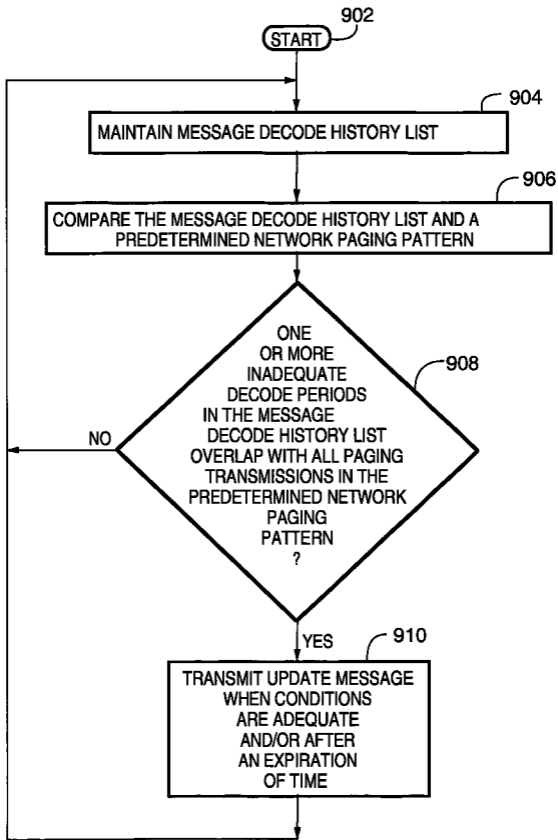 902
START
904
MAINTAIN MESSAGE DECODE HISTORY LIST
906
COMPARE THE MESSAGE DECODE HISTORY LIST AND A
PREDETERMINED NETWORK PAGING PATTERN
ONE
OR MORE
INADEQUATE
DECODE PERIODS
IN THE MESSAGE
DECODE HISTORY LIST
OVERLAP WITH ALL PAGING
TRANSMISSIONS IN THE
PREDETERMINED NETWORK
PAGING
PATTERN
?
908
NO
YES
910
TRANSMIT UPDATE MESSAGE
WHEN CONDITIONS
ARE ADEQUATE
AND/OR AFTER
AN EXPIRATION
OF TIME